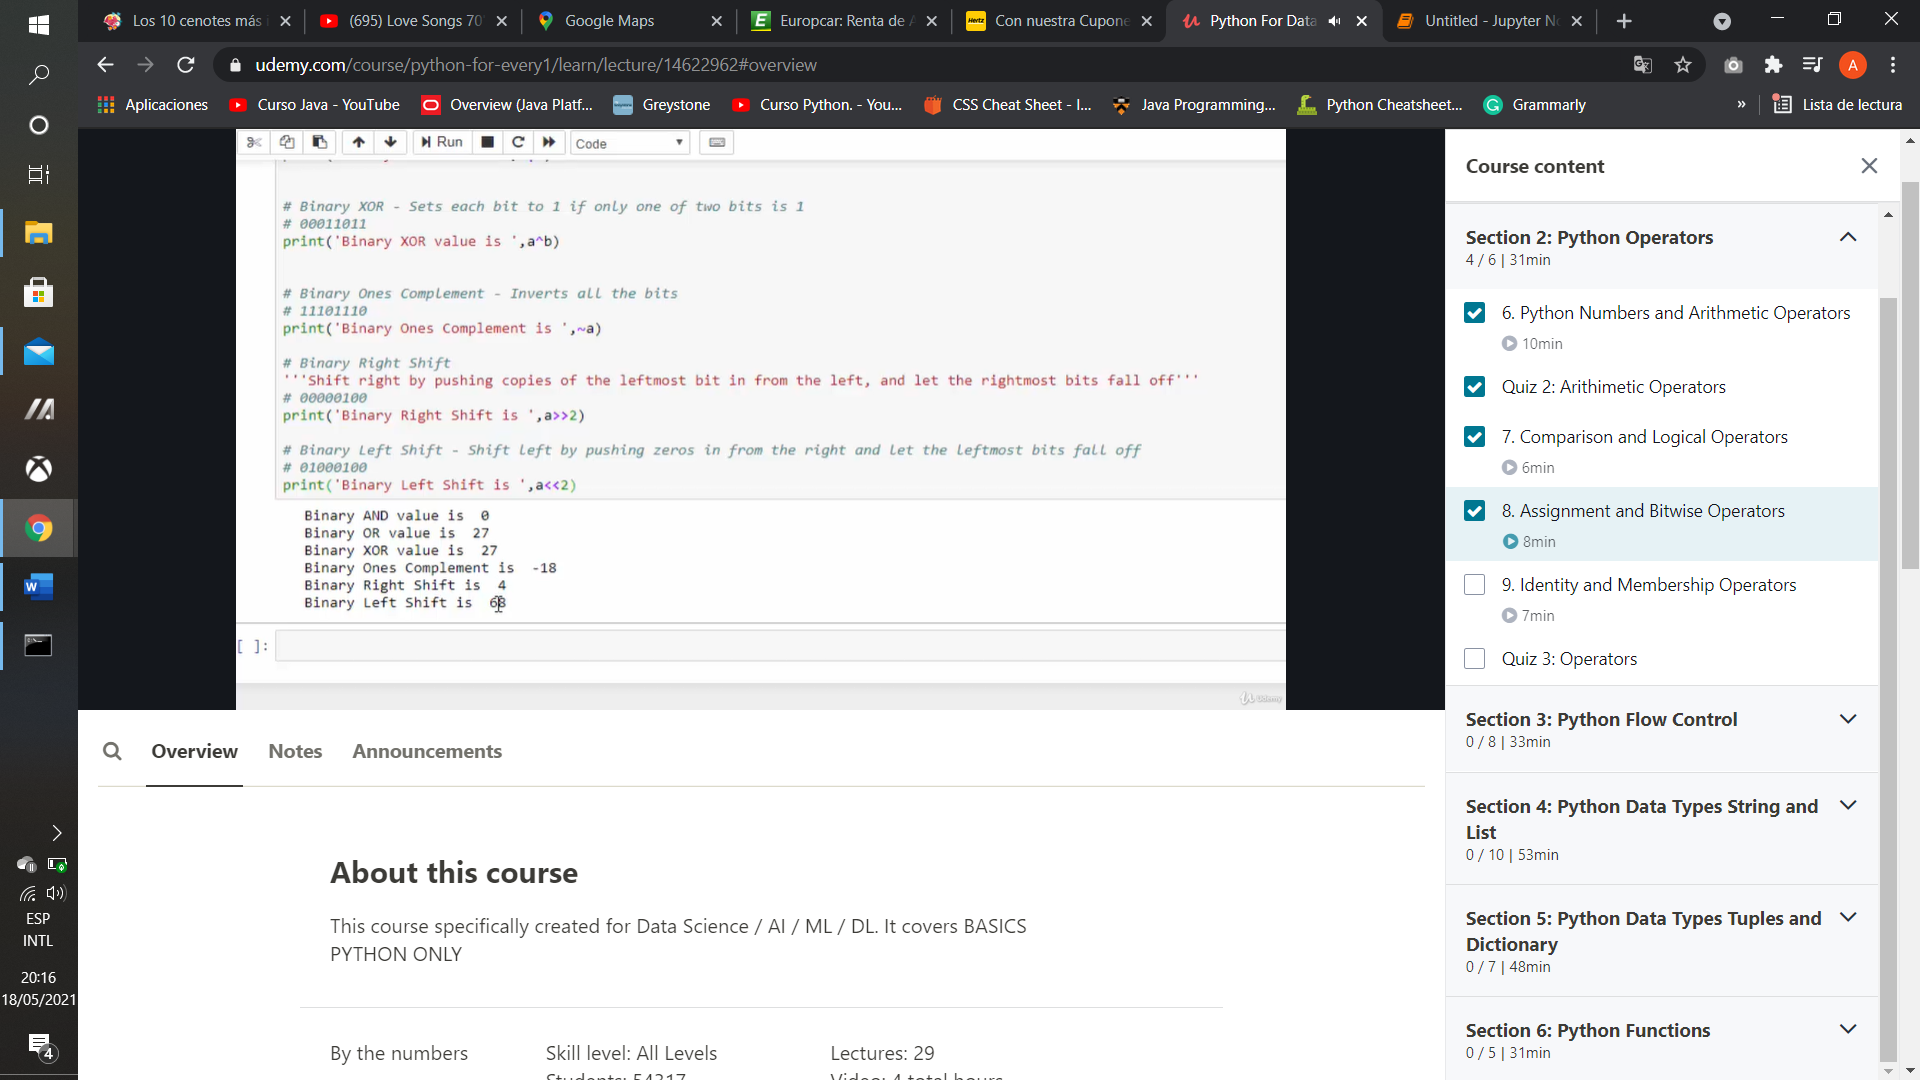 Los 10 cenotes más
(695) Love Songs 70
Google Maps
Europcar: Renta de A
Con nuestra Cupone
Python For Data
Untitled - Jupyter No
udemy.com/course/python-for-every1/learn/lecture/14622962#overview
A
Aplicaciones
Curso Java - YouTube
Overview (Java Platf...
Greystone
Curso Python. - You...
CSS Cheat Sheet - I...
Java Programming...
Python Cheatsheet...
Grammarly
»
Lista de lectura
Run
Code
# Binary XOR - Sets each bit to 1 if only one of two bits is 1
# 00011011
print('Binary XOR value is ',a^b)
# Binary Ones Complement - Inverts all the bits
# 11101110
print('Binary Ones Complement is ',~a)
# Binary Right Shift
'''Shift right by pushing copies of the leftmost bit in from the left, and let the rightmost bits fall off'''
# 00000100
print('Binary Right Shift is ',a>>2)
# Binary Left Shift - Shift left by pushing zeros in from the right and let the leftmost bits fall off
# 01000100
print('Binary Left Shift is ',a<<2)
Binary AND value is  0
Binary OR value is  27
Binary XOR value is  27
Binary Ones Complement is  -18
Binary Right Shift is  4
Binary Left Shift is  68
[ ]:
Udemy
Course content
Section 2: Python Operators
4 / 6 | 31min
6. Python Numbers and Arithmetic Operators
10min
Quiz 2: Arithimetic Operators
7. Comparison and Logical Operators
6min
8. Assignment and Bitwise Operators
8min
9. Identity and Membership Operators
7min
Quiz 3: Operators
Section 3: Python Flow Control
0 / 8 | 33min
Section 4: Python Data Types String and
List
0 / 10 | 53min
Section 5: Python Data Types Tuples and
Dictionary
0 / 7 | 48min
Section 6: Python Functions
0 / 5 | 31min
Overview
Notes
Announcements
About this course
This course specifically created for Data Science / AI / ML / DL. It covers BASICS
PYTHON ONLY
By the numbers
Skill level: All Levels
Students: 54317
Lectures: 29
Video: 4 total hours
ESP
INTL
20:16
18/05/2021
4